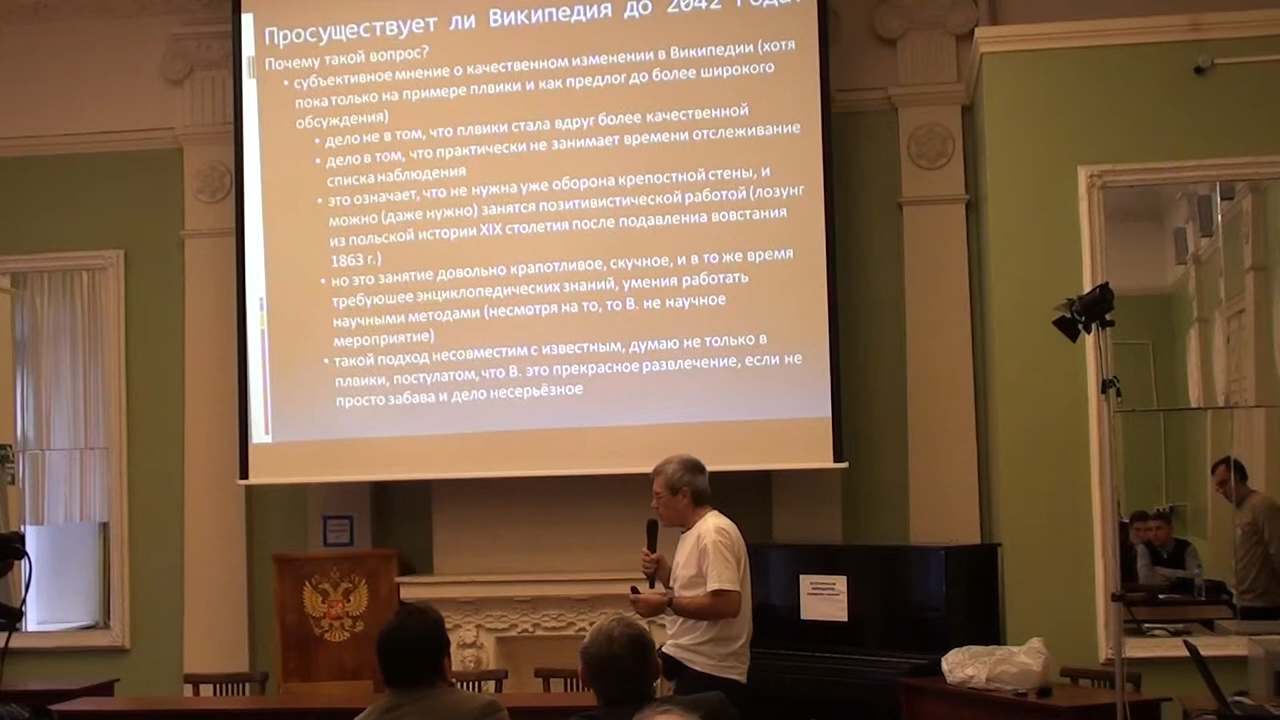 Просуществует ли Википедия до 2042 года?
Почему такой вопрос?
• субъективное мнение о качественном изменении в Википедии (хотя
пока только на примере плвики и как предлог до более широкого
обсуждения)
• дело не в том, что плвики стала вдруг более качественной
• дело в том, что практически не занимает времени отслеживание
списка наблюдения
• это означает, что не нужна уже оборона крепостной стены, и
можно (даже нужно) занятся позитивистической работой (лозунг
из польской истории XIX столетия после подавлениа вовстания
1863 г.)
• но это занятие довольно крапотливое, скучное, и в то же время
требуюшее энциклопедических знаний, умения работать
научными методами (несмотря на то, то В. не научное
мероприятие)
• такой подход несовместим с известным, думаю не только в
плвики, постулатом, что В. это прекрасное развлечение, если не
просто забава и дело несерьёзное